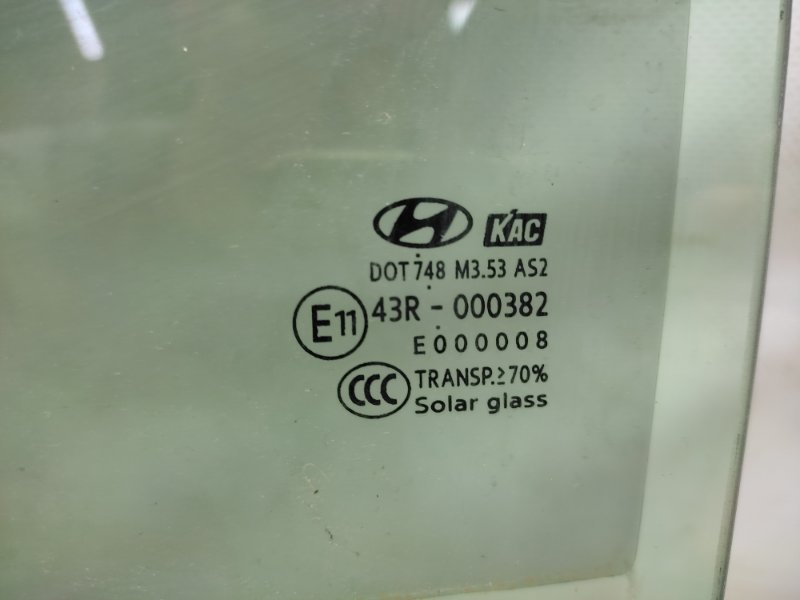 KAC
DOT 748 M3.53 AS2
E11 43R - 000382
E000008
CCC TRANSP.≥70%
Solar glass